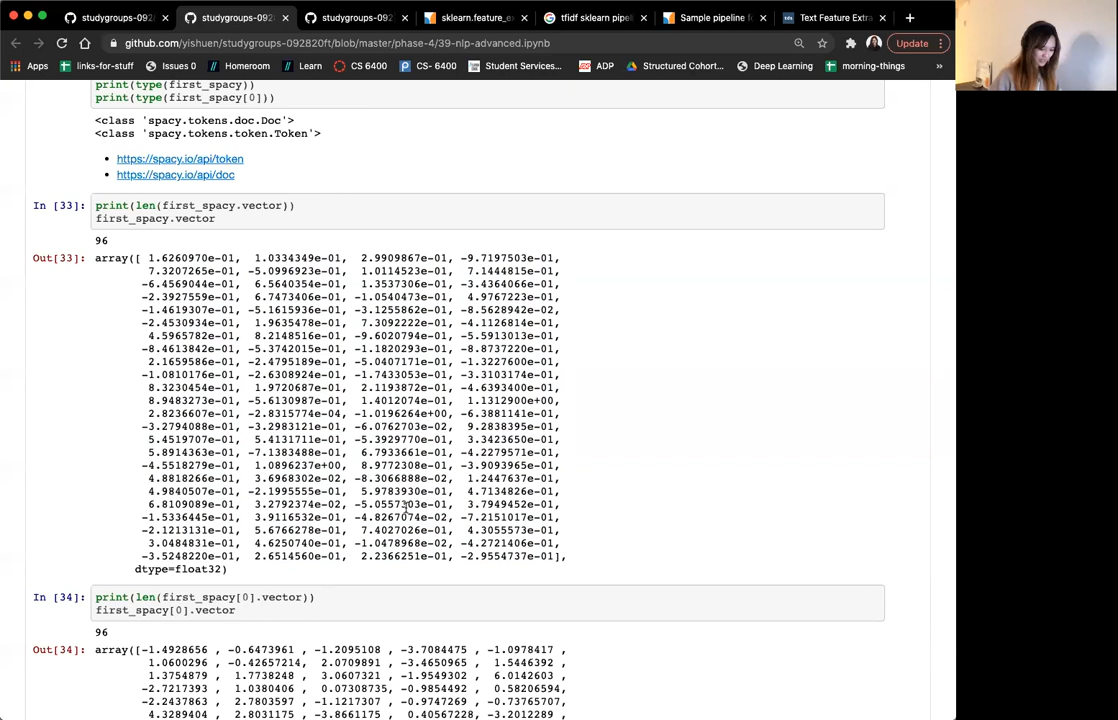 studygroups-092
studygroups-092
studygroups-092
sklearn.feature_e
tfidf sklearn pipel
Sample pipeline f
Text Feature Extra
github.com/yishuen/studygroups-092820ft/blob/master/phase-4/39-nlp-advanced.ipynb
Update
Apps
links-for-stuff
Issues 0
Homeroom
Learn
CS 6400
CS- 6400
Student Services...
ADP
Structured Cohort...
Deep Learning
morning-things
»
print(type(first_spacy))
print(type(first_spacy[0]))
<class 'spacy.tokens.doc.Doc'>
<class 'spacy.tokens.token.Token'>
• https://spacy.io/api/token
• https://spacy.io/api/doc
In [33]: print(len(first_spacy.vector))
first_spacy.vector
96
Out[33]: array([ 1.6260970e-01, 1.0334349e-01, 2.9909867e-01, -9.7197503e-01,
7.3207265e-01, -5.0996923e-01, 1.0114523e-01, 7.1444815e-01,
-6.4569044e-01, 6.5640354e-01, 1.3537306e-01, -3.4364066e-01,
-2.3927559e-01, 6.7473406e-01, -1.0540473e-01, 4.9767223e-01,
-1.4619307e-01, -5.1615936e-01, -3.1255862e-01, -8.5628942e-02,
-2.4530934e-01, 1.9635478e-01, 7.3092222e-01, -4.1126814e-01,
4.5965782e-01, 8.2148516e-01, -9.6020794e-01, -5.5913013e-01,
-8.4613842e-01, -5.3742015e-01, -1.1820293e-01, -8.8737220e-01,
2.1659586e-01, -2.4795189e-01, -5.0407171e-01, -1.3227600e-01,
-1.0810176e-01, -2.6308924e-01, -1.7433053e-01, -3.3103174e-01,
8.3230454e-01, 1.9720687e-01, 2.1193872e-01, -4.6393400e-01,
8.9483273e-01, -5.6130987e-01, 1.4012074e-01, 1.1312900e+00,
2.8236607e-01, -2.8315774e-04, -1.0196264e+00, -6.3881141e-01,
-3.2794088e-01, -3.2983121e-01, -6.0762703e-02, 9.2838395e-01,
5.4519707e-01, 5.4131711e-01, -5.3929770e-01, 3.3423650e-01,
5.8914363e-01, -7.1383488e-01, 6.7933661e-01, -4.2279571e-01,
-4.5518279e-01, 1.0896237e+00, 8.9772308e-01, -3.9093965e-01,
4.8818266e-01, 3.6968302e-02, -8.3066888e-02, 1.2447637e-01,
4.9840507e-01, -2.1995555e-01, 5.9783930e-01, 4.7134826e-01,
6.8109089e-01, 3.2792374e-02, -5.0557303e-01, 3.7949452e-01,
-1.5336445e-01, 3.9116532e-01, -4.8267074e-02, -7.2151017e-01,
-2.1213131e-01, 5.6766278e-01, 7.4027026e-01, 4.3055573e-01,
3.0484831e-01, 4.6250740e-01, -1.0478968e-02, -4.2721406e-01,
-3.5248220e-01, 2.6514560e-01, 2.2366251e-01, -2.9554737e-01],
dtype=float32)
In [34]: print(len(first_spacy[0].vector))
first_spacy[0].vector
96
Out[34]: array([-1.4928656 , -0.6473961 , -1.2095108 , -3.7084475 , -1.0978417 ,
1.0600296 , -0.42657214, 2.0709891 , -3.4650965 , 1.5446392 ,
1.3754879 , 1.7738248 , 3.0607321 , -1.9549302 , 6.0142603 ,
-2.7217393 , 1.0380406 , 0.07308735, -0.9854492 , 0.58206594,
-2.2437863 , 2.7803597 , -1.1217307 , -0.9747269 , -0.73765707,
4.3289404 , 2.8031175 , -3.8661175 , 0.40567228, -3.2012289 ,